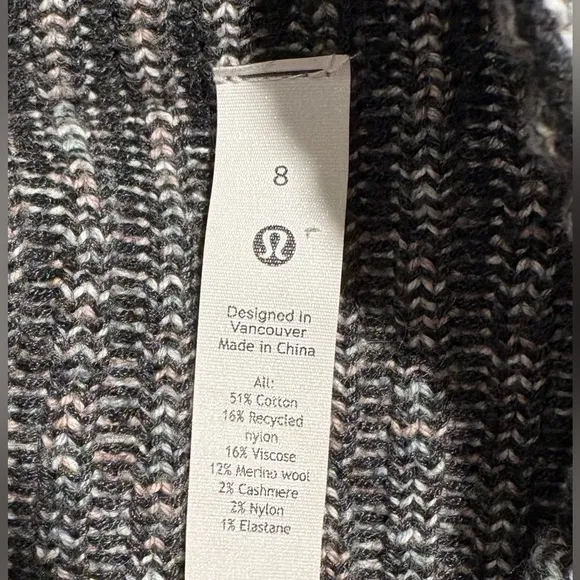 8
Designed in
Vancouver
Made in China
All:
51% Cotton
16% Recycled
nylon
16% Viscose
12% Merino wool
2% Cashmere
2% Nylon
1% Elastane